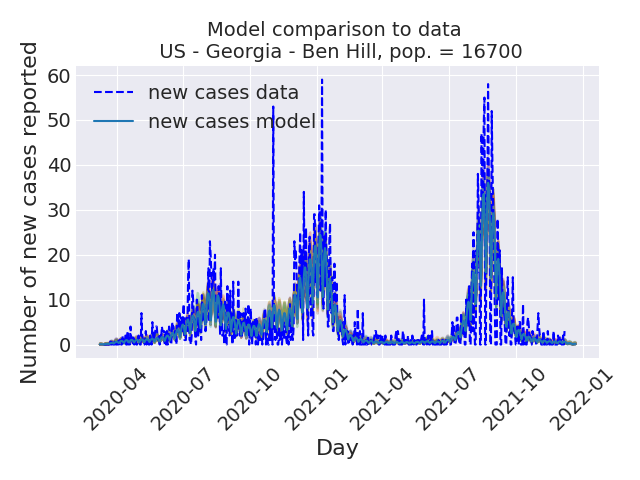 Model comparison to data
US - Georgia - Ben Hill, pop. = 16700
Number of new cases reported
60
50
40
30
20
10
0
new cases data
new cases model
2020-04
2020-07
2020-10
2021-01
2021-04
2021-07
2021-10
2022-01
Day